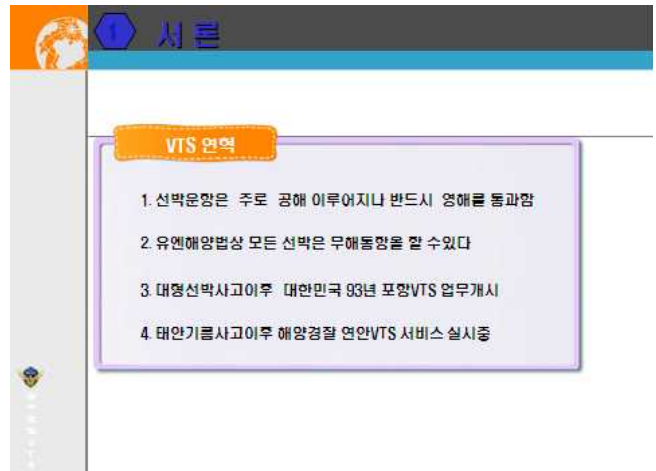 1 서론
VTS 연혁
1. 선박운항은 주로 공해 이루어지나 반드시 영해를 통과함
2. 유엔해양법상 모든 선박은 무해통항을 할 수있다
3. 대형선박사고이후 대한민국 93년 포항VTS 업무개시
4. 태안기름사고이후 해양경찰 연안VTS 서비스 실시중